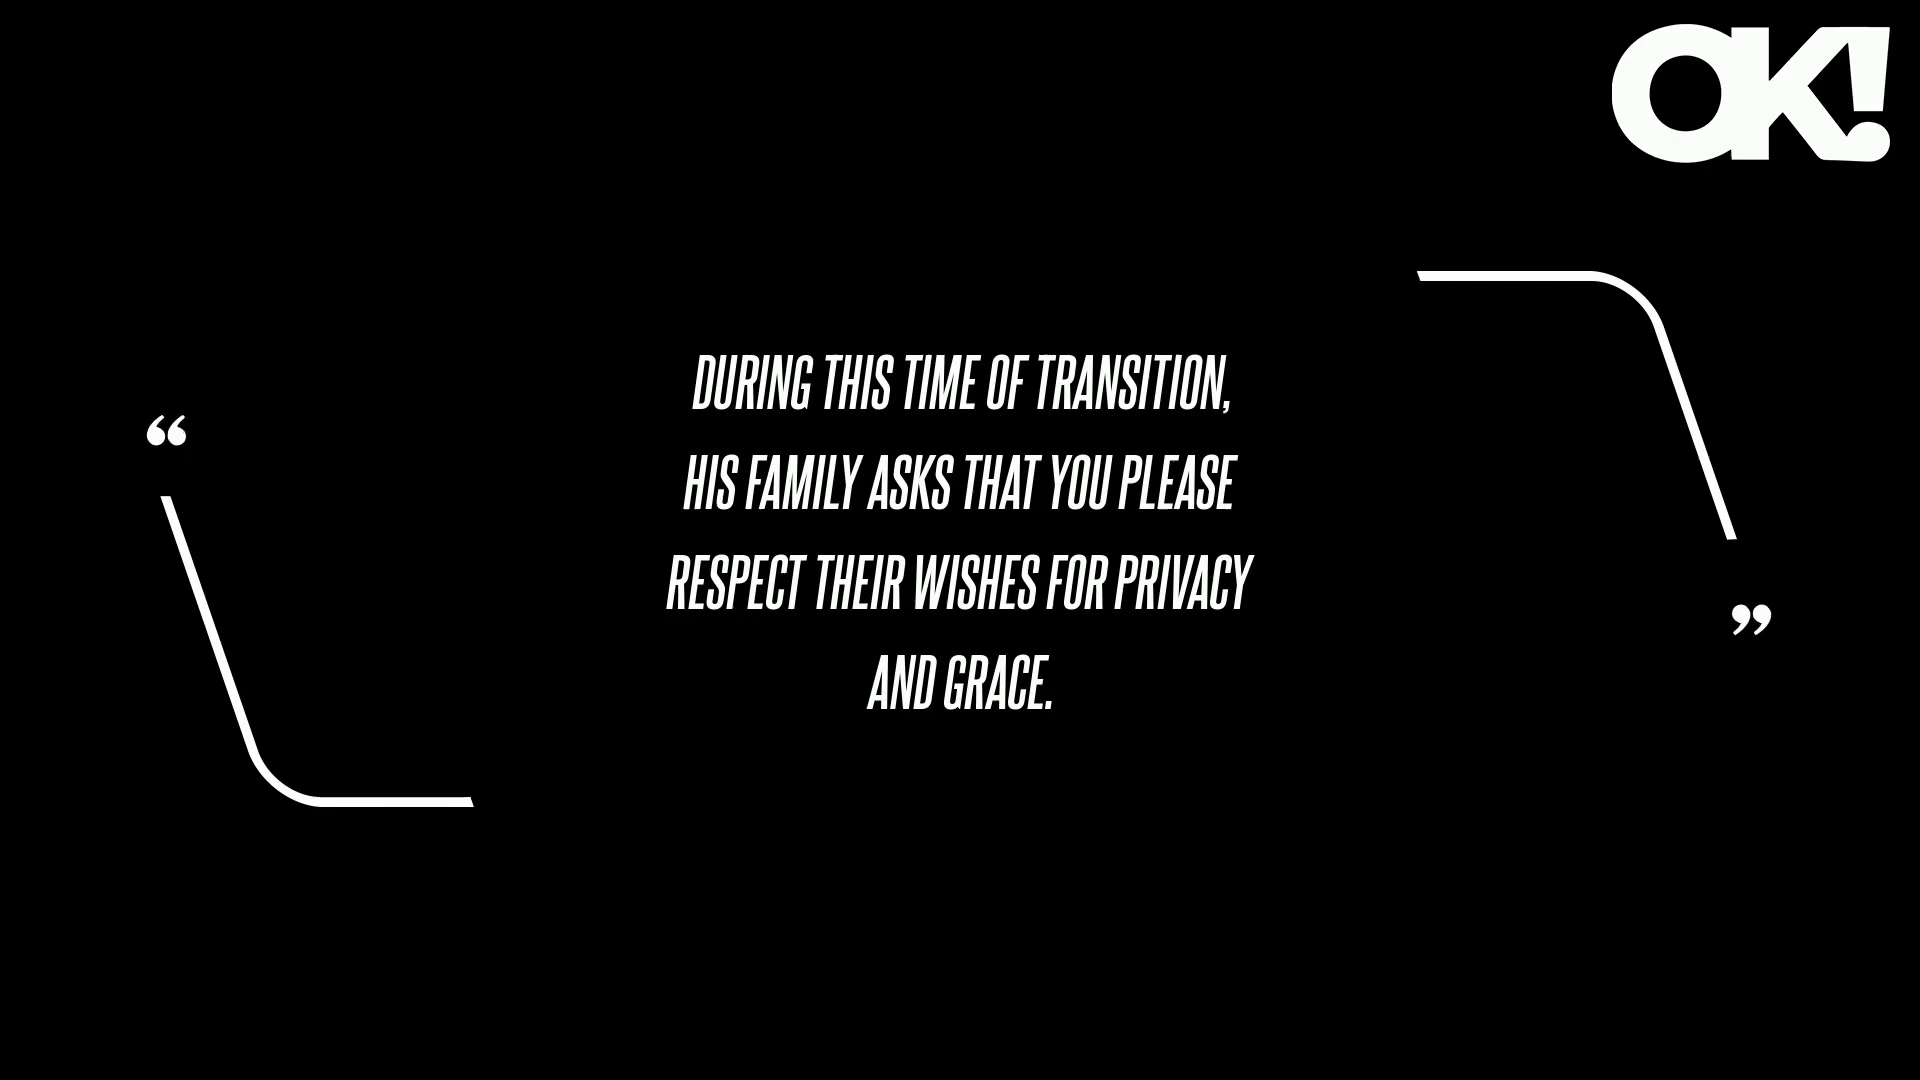 OK!
“
DURING THIS TIME OF TRANSITION,
HIS FAMILY ASKS THAT YOU PLEASE
RESPECT THEIR WISHES FOR PRIVACY
AND GRACE.
”